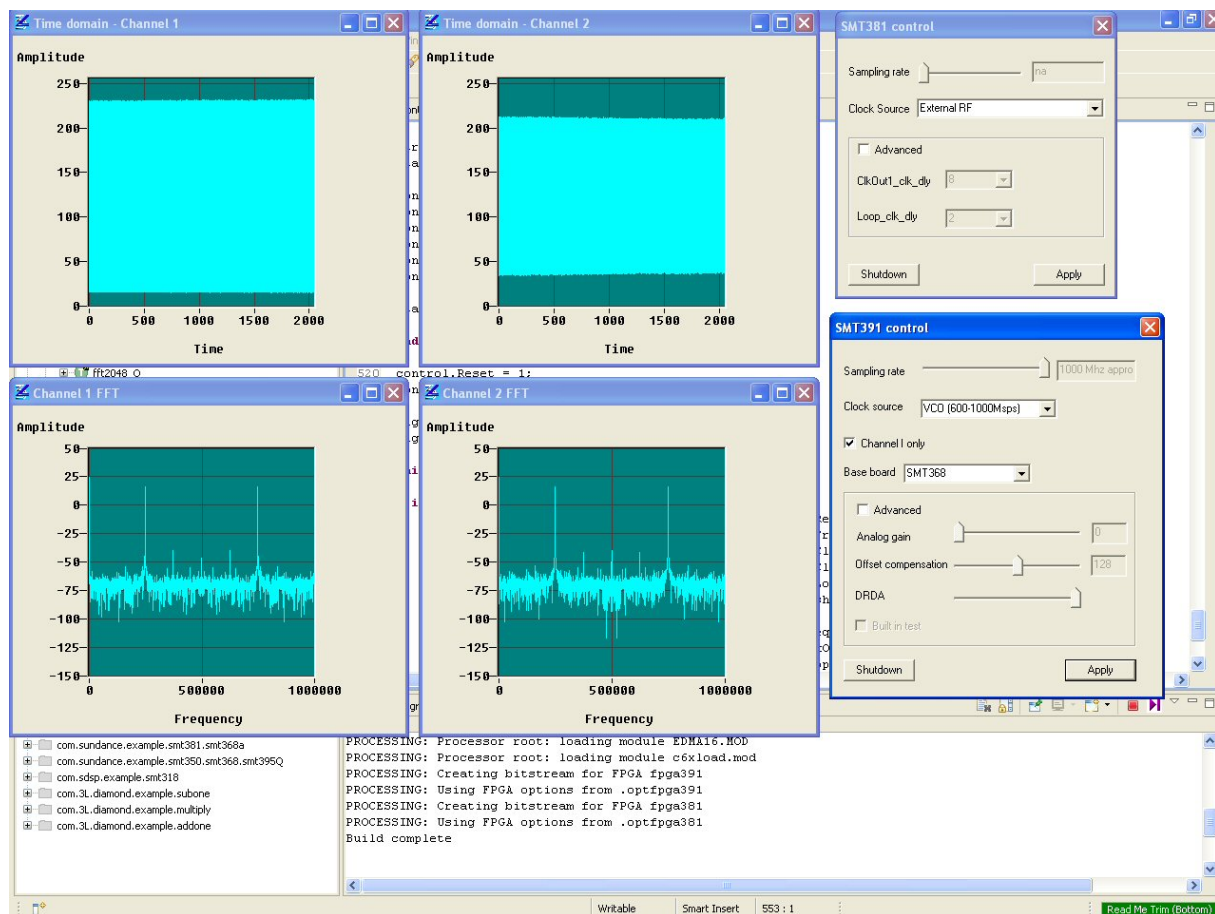 Time domain - Channel 1
Amplitude
250
200
150
100
50
0
0 500 1000 1500 2000
Time
Time domain - Channel 2
Amplitude
250
200
150
100
50
0
0 500 1000 1500 2000
Time
SMT381 control
Sampling rate na
Clock Source External RF
Advanced
ClkOut1_clk_dly 8
Loop_clk_dly 2
Shutdown Apply
SMT391 control
Sampling rate 1000 Mhz appro
Clock source VCO (600-1000Msps)
Channel I only
Base board SMT368
Advanced
Analog gain 0
Offset compensation 128
DRDA
Built in test
Shutdown Apply
fft2048_O
520 control.Reset = 1;
Channel 1 FFT
Amplitude
50
25
0
-25
-50
-75
-100
-125
-150
0 500000 1000000
Frequency
Channel 2 FFT
Amplitude
50
25
0
-25
-50
-75
-100
-125
-150
0 500000 1000000
Frequency
com.sundance.example.smt381.smt368a
com.sundance.example.smt350.smt368.smt395Q
com.sdsp.example.smt318
com.3L.diamond.example.subone
com.3L.diamond.example.multiply
com.3L.diamond.example.addone
PROCESSING: Processor root: loading module EDMA16.MOD
PROCESSING: Processor root: loading module c6xload.mod
PROCESSING: Creating bitstream for FPGA fpga391
PROCESSING: Using FPGA options from .optfpga391
PROCESSING: Creating bitstream for FPGA fpga381
PROCESSING: Using FPGA options from .optfpga381
Build complete
Writable Smart Insert 553 : 1 Read Me Trim (Bottom)